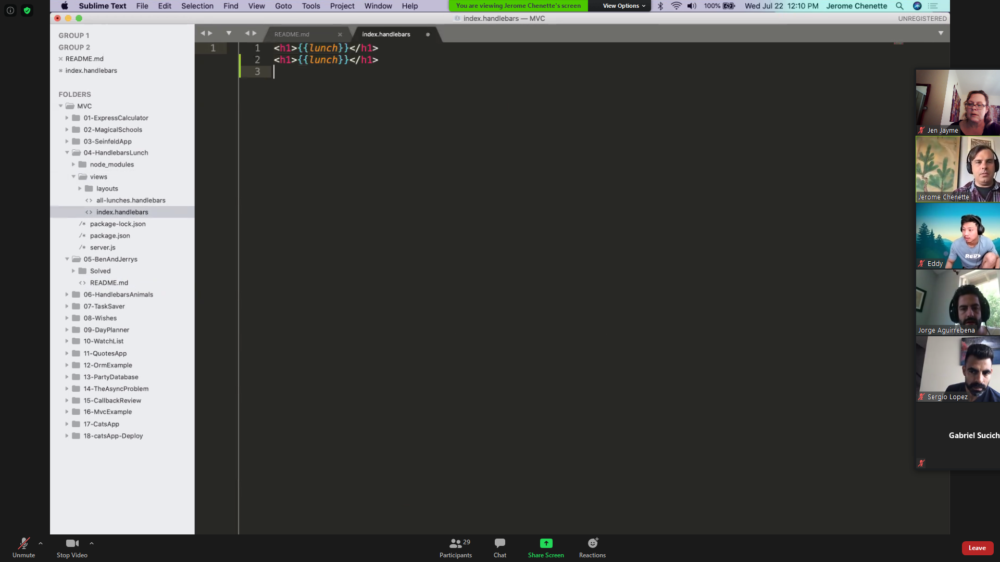 Sublime Text File Edit Selection Find View Goto Tools Project Window Help
You are viewing Jerome Chenette's screen View Options
100% Wed Jul 22 12:10 PM Jerome Chenette
index.handlebars — MVC
UNREGISTERED
GROUP 1
GROUP 2
README.md
index.handlebars
FOLDERS
MVC
01-ExpressCalculator
02-MagicalSchools
03-SeinfeldApp
04-HandlebarsLunch
node_modules
views
layouts
all-lunches.handlebars
index.handlebars
package-lock.json
package.json
server.js
05-BenAndJerrys
Solved
README.md
06-HandlebarsAnimals
07-TaskSaver
08-Wishes
09-DayPlanner
10-WatchList
11-QuotesApp
12-OrmExample
13-PartyDatabase
14-TheAsyncProblem
15-CallbackReview
16-MvcExample
17-CatsApp
18-catsApp-Deploy
1
README.md
index.handlebars
1 <h1>{{lunch}}</h1>
2 <h1>{{lunch}}</h1>
3
Jen Jayme
Jerome Chenette
ReD
Eddy
Jorge Aguirrebena
Sergio Lopez
Gabriel Sucich
Unmute
Stop Video
29
Participants
Chat
Share Screen
Reactions
Leave